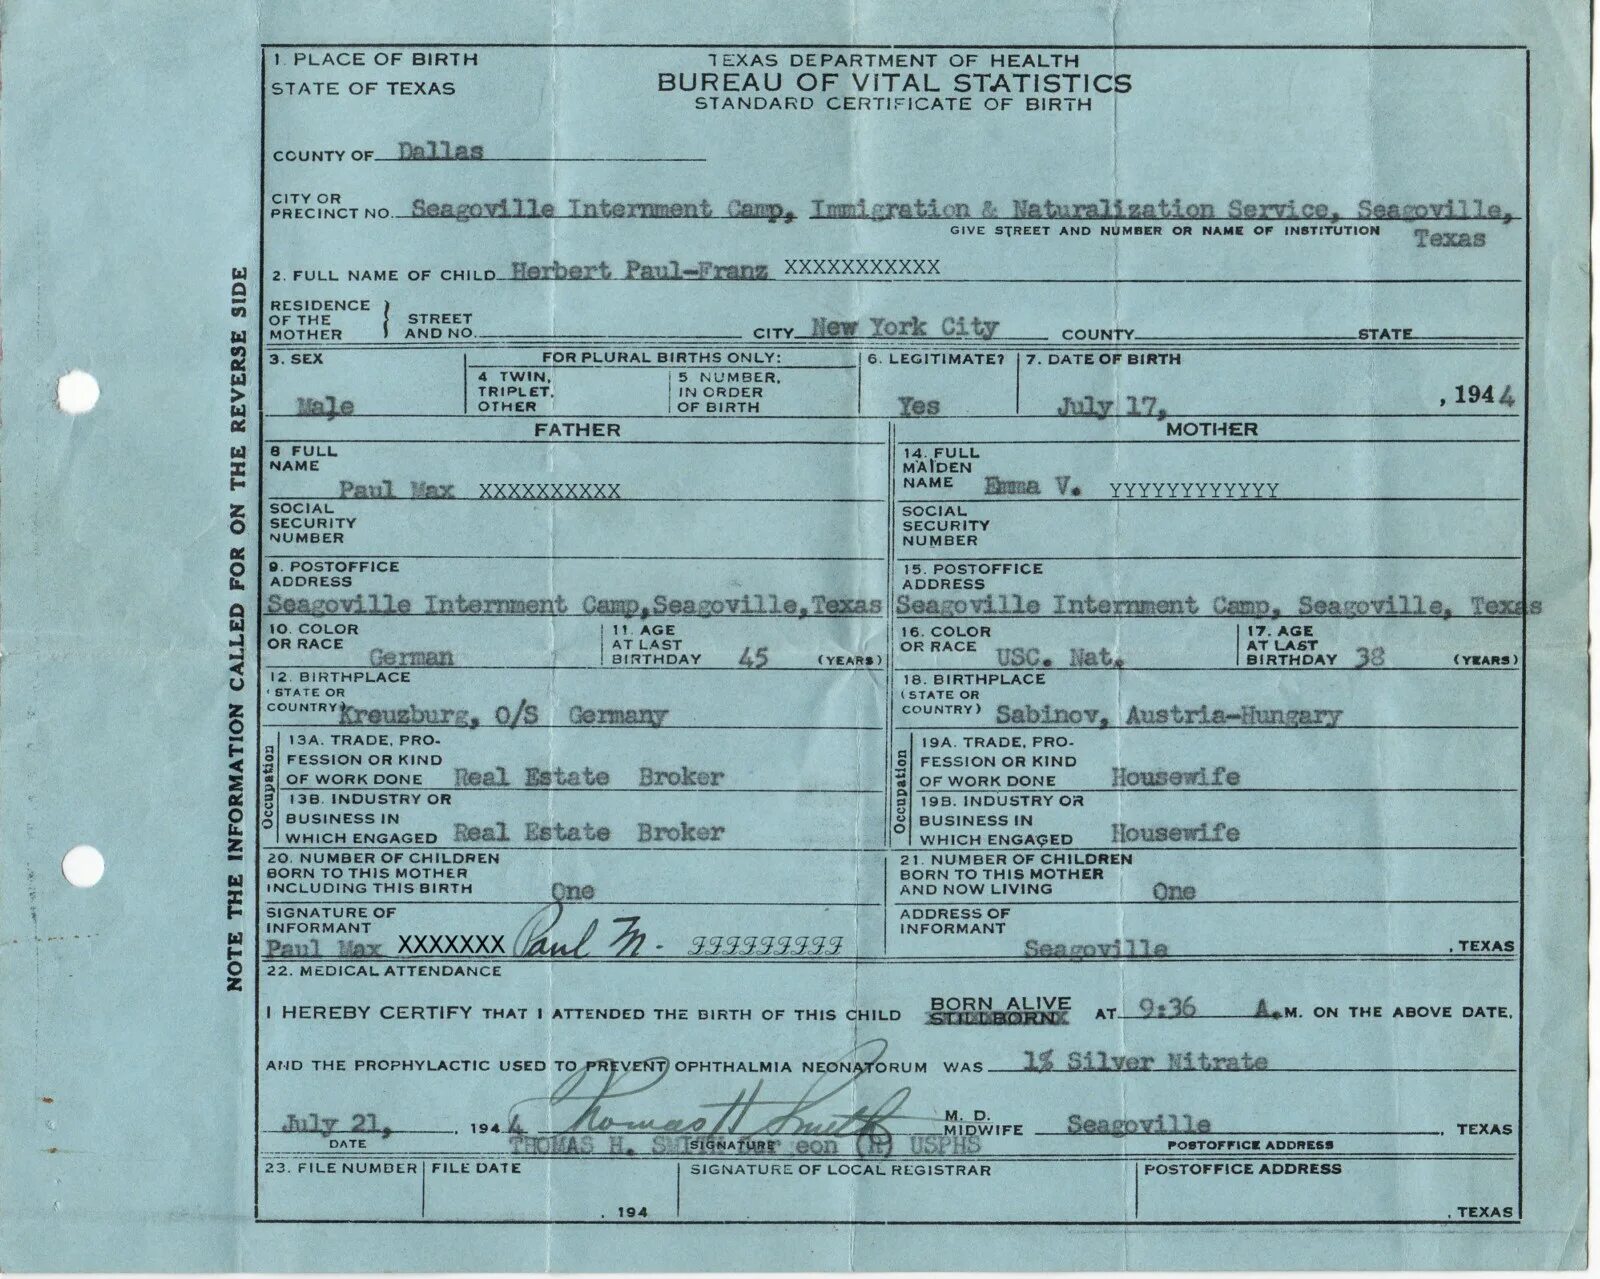 1. PLACE OF BIRTH
STATE OF TEXAS
TEXAS DEPARTMENT OF HEALTH
BUREAU OF VITAL STATISTICS
STANDARD CERTIFICATE OF BIRTH
COUNTY OF Dallas
CITY OR PRECINCT NO. Seagoville Internment Camp, Immigration & Naturalization Service, Seagoville,
GIVE STREET AND NUMBER OR NAME OF INSTITUTION Texas
2. FULL NAME OF CHILD Herbert Paul-Franz XXXXXXXXXXX
RESIDENCE OF THE MOTHER } STREET AND NO. CITY New York City COUNTY STATE
3. SEX
Male
FOR PLURAL BIRTHS ONLY:
4 TWIN, TRIPLET, OTHER
5 NUMBER, IN ORDER OF BIRTH
6. LEGITIMATE?
Yes
7. DATE OF BIRTH
July 17, , 1944
FATHER
8 FULL NAME
Paul Max XXXXXXXXXX
SOCIAL SECURITY NUMBER
9. POSTOFFICE ADDRESS
Seagoville Internment Camp,Seagoville,Texas
10. COLOR OR RACE German
11. AGE AT LAST BIRTHDAY 45 (YEARS)
12. BIRTHPLACE (STATE OR COUNTRY) Kreuzburg, O/S Germany
Occuption
13A. TRADE, PROFESSION OR KIND OF WORK DONE Real Estate Broker
13B. INDUSTRY OR BUSINESS IN WHICH ENGAGED Real Estate Broker
MOTHER
14. FULL MAIDEN NAME Emma V. YYYYYYYYYYYY
SOCIAL SECURITY NUMBER
15. POSTOFFICE ADDRESS
Seagoville Internment Camp, Seagoville, Texas
16. COLOR OR RACE USC. Nat.
17. AGE AT LAST BIRTHDAY 38 (YEARS)
18. BIRTHPLACE (STATE OR COUNTRY) Sabinov, Austria-Hungary
Occupation
19A. TRADE, PROFESSION OR KIND OF WORK DONE Housewife
19B. INDUSTRY OR BUSINESS IN WHICH ENGAGED Housewife
20. NUMBER OF CHILDREN BORN TO THIS MOTHER INCLUDING THIS BIRTH One
21. NUMBER OF CHILDREN BORN TO THIS MOTHER AND NOW LIVING One
SIGNATURE OF INFORMANT
Paul Max XXXXXXX Paul M.
ADDRESS OF INFORMANT
Seagoville , TEXAS
22. MEDICAL ATTENDANCE
I HEREBY CERTIFY THAT I ATTENDED THE BIRTH OF THIS CHILD BORN ALIVE STILLBORN AT 9:36 A.M. ON THE ABOVE DATE,
AND THE PROPHYLACTIC USED TO PREVENT OPHTHALMIA NEONATORUM WAS 1% Silver Nitrate
July 21, , 1944 Thomas H Smith M. D. MIDWIFE Seagoville , TEXAS
DATE THOMAS H. SMITH Surgeon (R) USPHS SIGNATURE POSTOFFICE ADDRESS
23. FILE NUMBER FILE DATE SIGNATURE OF LOCAL REGISTRAR POSTOFFICE ADDRESS
, 194 , TEXAS
NOTE THE INFORMATION CALLED FOR ON THE REVERSE SIDE